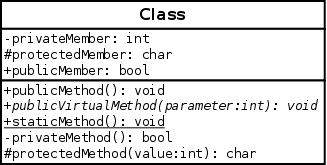 Class
-privateMember: int
#protectedMember: char
+publicMember: bool
+publicMethod(): void
+publicVirtualMethod(parameter:int): void
+staticMethod(): void
-privateMethod(): bool
#protectedMethod(value:int): char